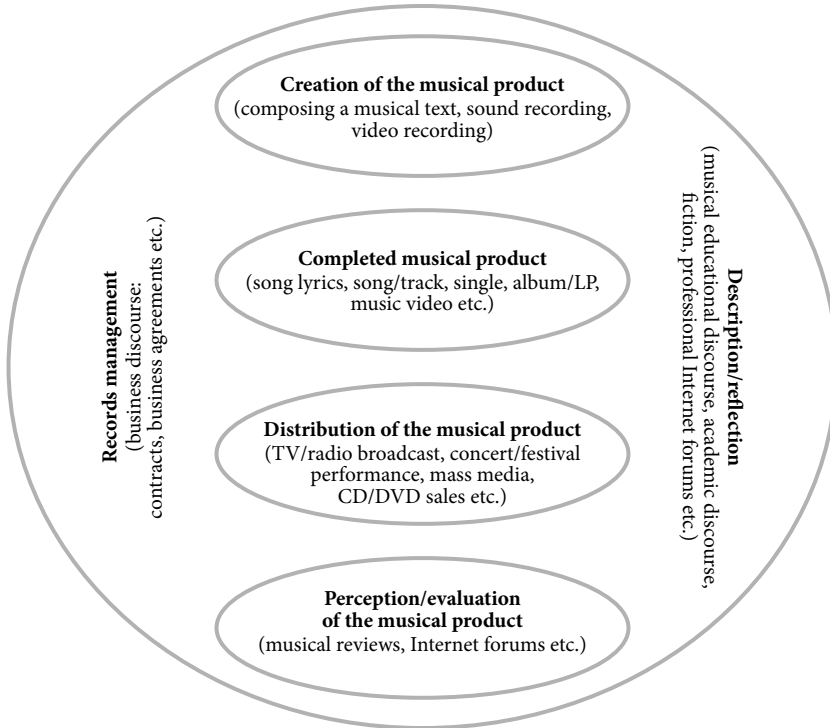 Creation of the musical product
(composing a musical text, sound recording,
video recording)
Completed musical product
(song lyrics, song/track, single, album/LP,
music video etc.)
Distribution of the musical product
(TV/radio broadcast, concert/festival
performance, mass media,
CD/DVD sales etc.)
Perception/evaluation
of the musical product
(musical reviews, Internet forums etc.)
Records management
(business discourse:
contracts, business agreements etc.)
Description/reflection
(musical educational discourse, academic discourse,
fiction, professional Internet forums etc.)